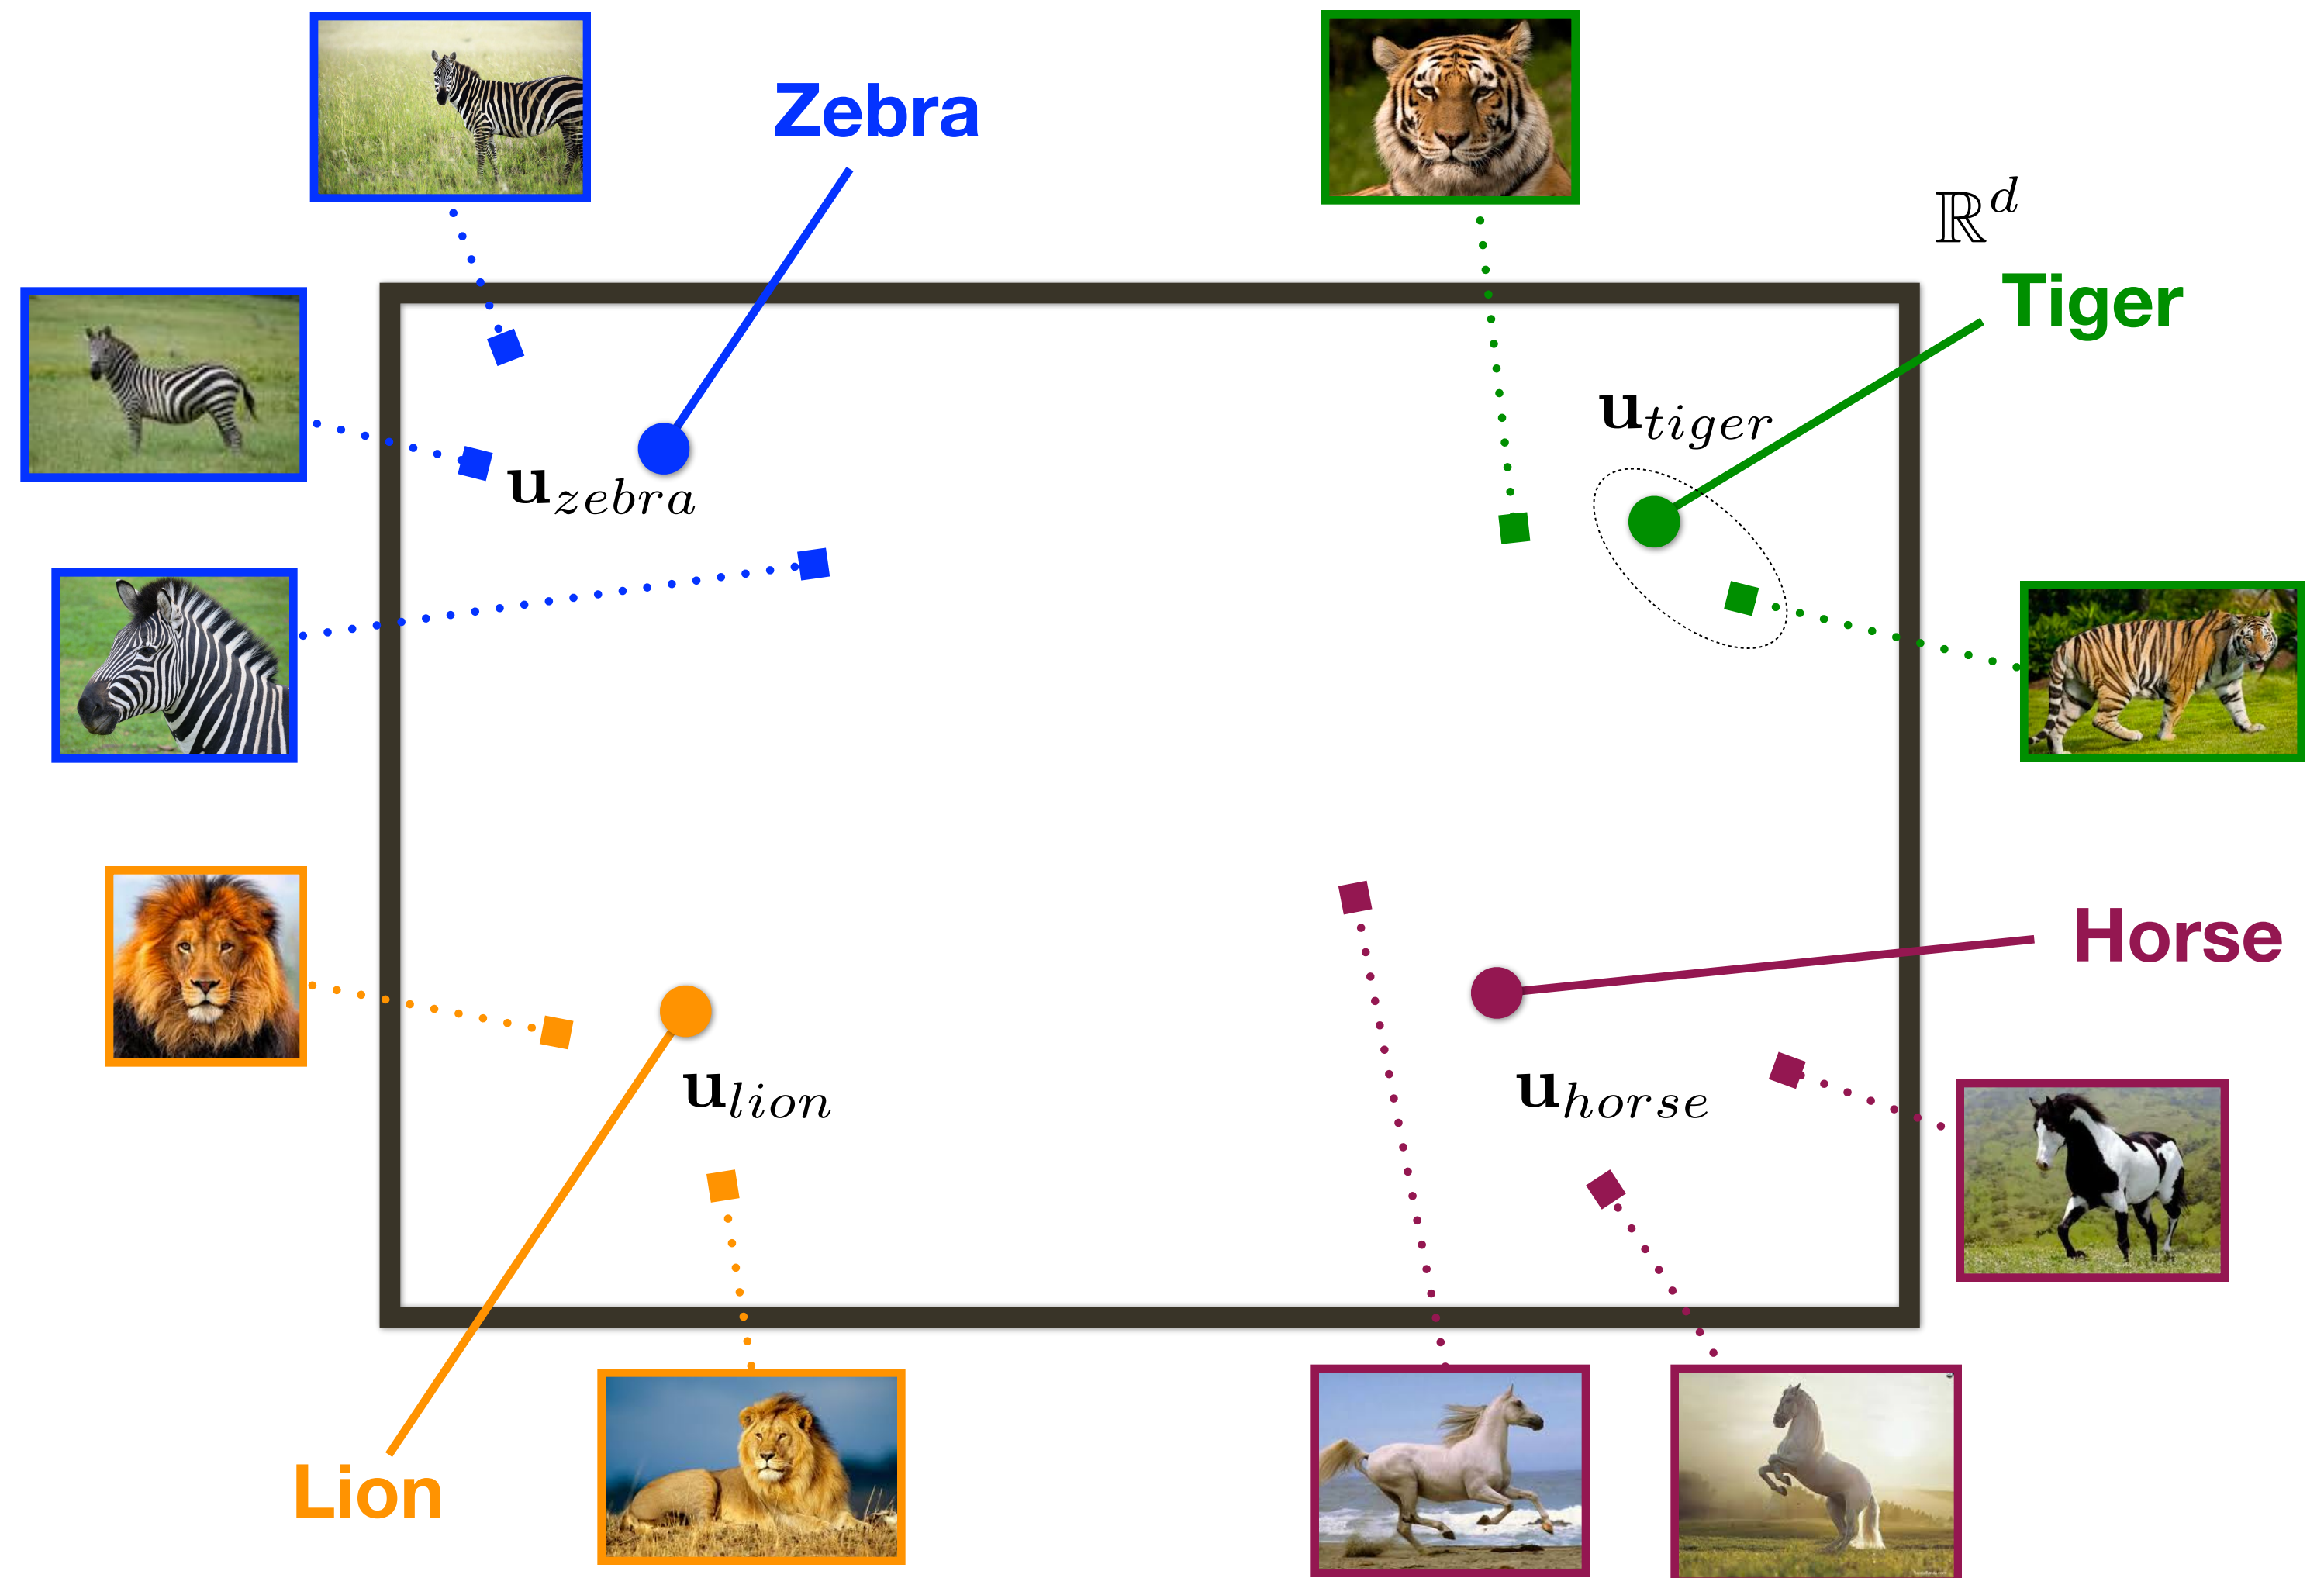 Zebra
ℝ^d
Tiger
u_tiger
u_zebra
Horse
u_lion
u_horse
Lion